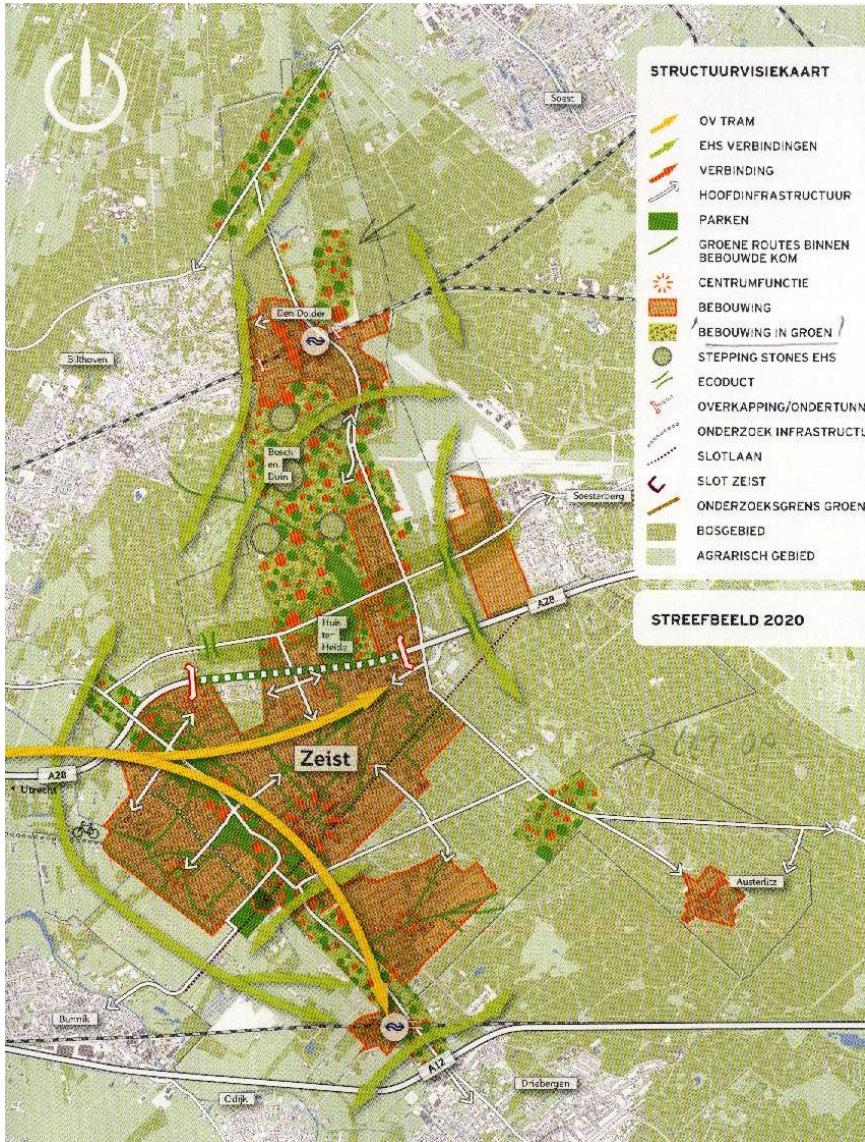 STRUCTUURVISIEKAART
OV TRAM
EHS VERBINDINGEN
VERBINDING
HOOFDINFRASTRUCTUUR
PARKEN
GROENE ROUTES BINNEN
BEBOUWDE KOM
CENTRUMFUNCTIE
BEBOUWING
BEBOUWING IN GROEN
STEPPING STONES EHS
ECODUCT
OVERKAPPING/ONDERTUNN
ONDERZOEK INFRASTRUCTU
SLOTLAAN
SLOT ZEIST
ONDERZOEKSGRENS GROEN
BOSGEBIED
AGRARISCH GEBIED
STREEFBEELD 2020
Soest
Den Dolder
Bilthoven
Bosch
en
Duin
Soesterberg
A28
Huis
ter
Heide
Zeist
A28
Utrecht
Austerlitz
Bunnik
A12
Driebergen
Odijk